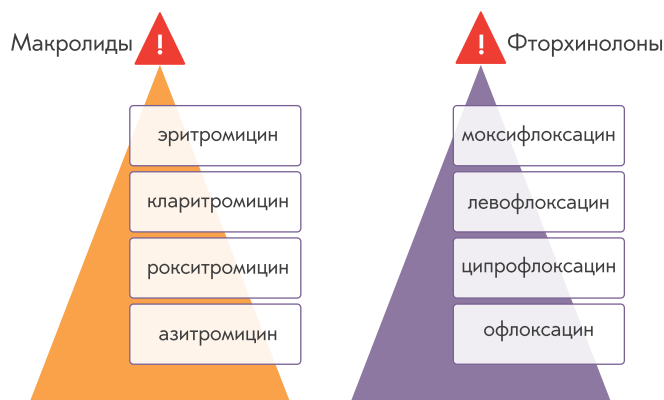 Макролиды
!
эритромицин
кларитромицин
рокситромицин
азитромицин
!
Фторхинолоны
моксифлоксацин
левофлоксацин
ципрофлоксацин
офлоксацин